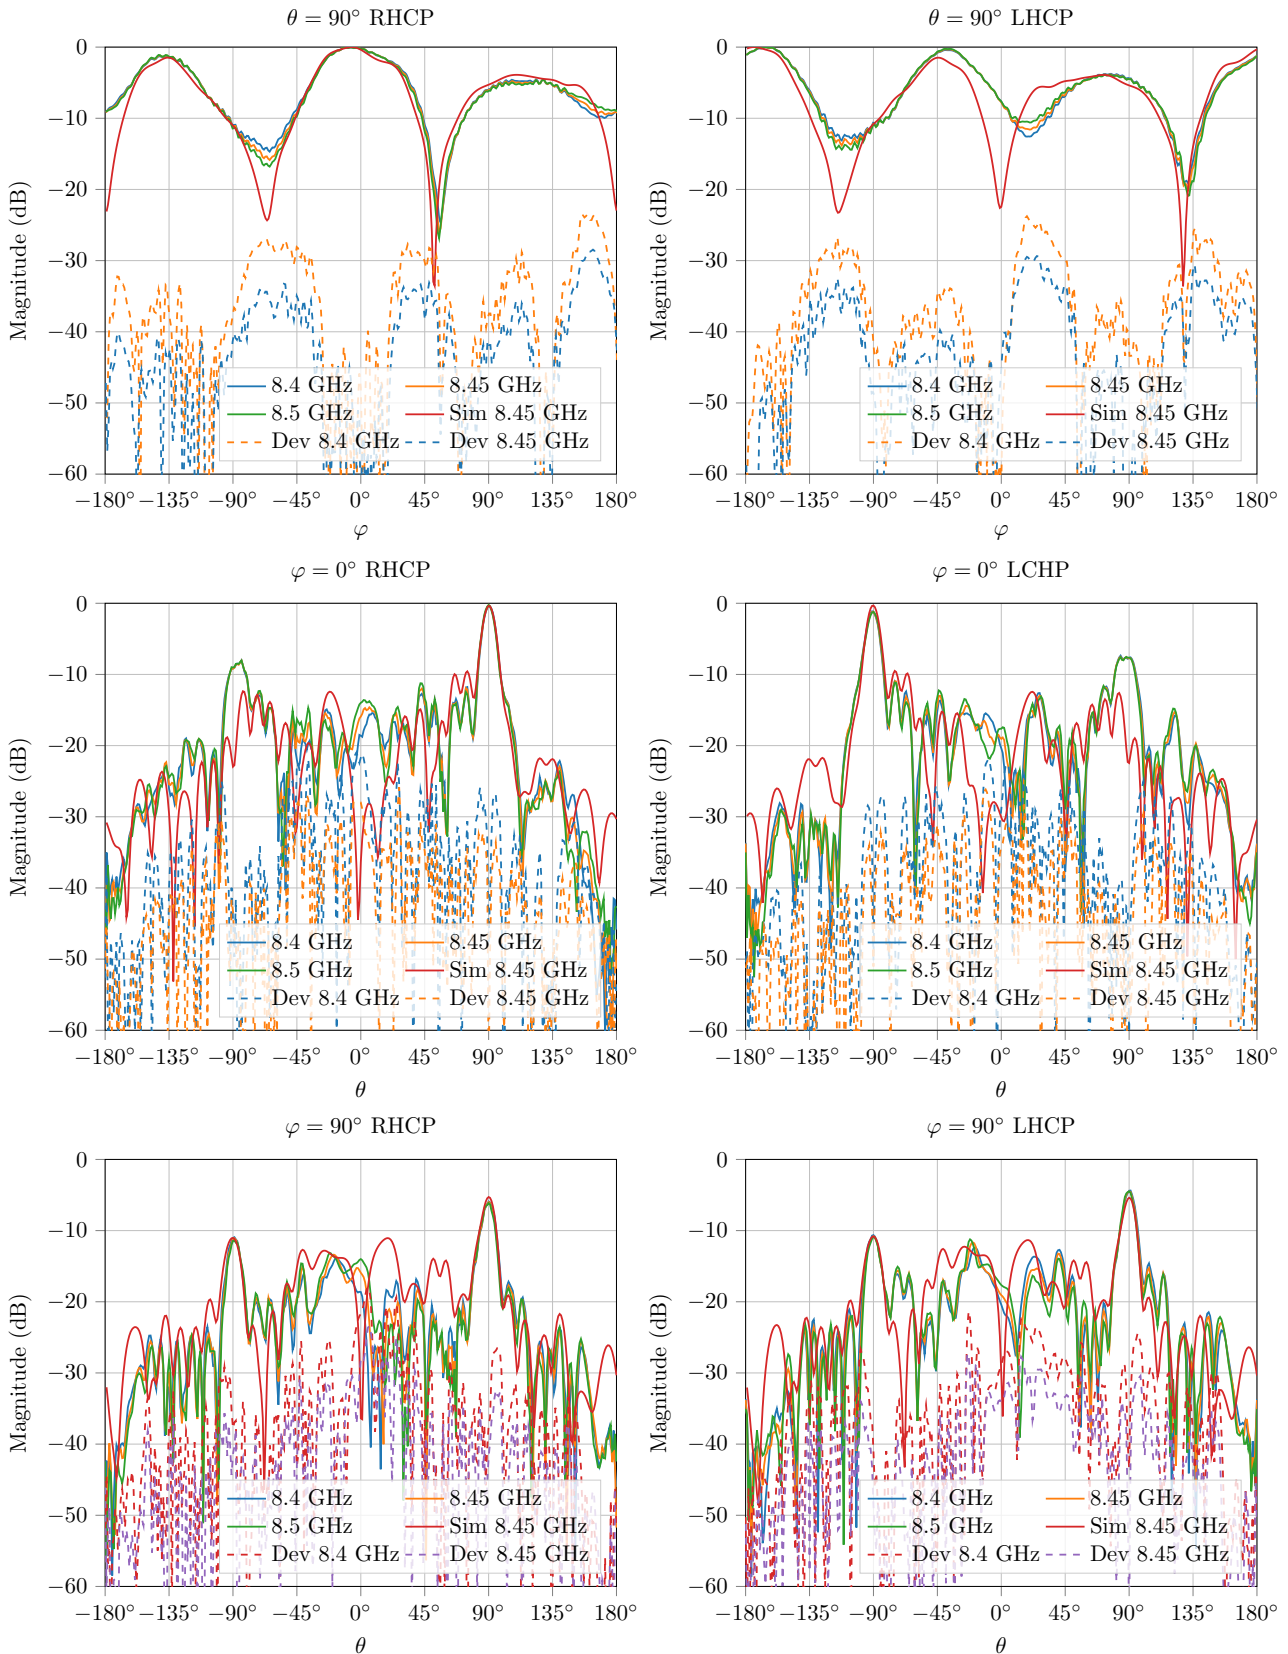 θ = 90° RHCP
0
−10
−20
−30
−40
−50
−60
Magnitude (dB)
8.4 GHz 8.45 GHz
8.5 GHz Sim 8.45 GHz
Dev 8.4 GHz Dev 8.45 GHz
−180° −135° −90° −45° 0° 45° 90° 135° 180°
φ
θ = 90° LHCP
0
−10
−20
−30
−40
−50
−60
Magnitude (dB)
8.4 GHz 8.45 GHz
8.5 GHz Sim 8.45 GHz
Dev 8.4 GHz Dev 8.45 GHz
−180° −135° −90° −45° 0° 45° 90° 135° 180°
φ
φ = 0° RHCP
0
−10
−20
−30
−40
−50
−60
Magnitude (dB)
8.4 GHz 8.45 GHz
8.5 GHz Sim 8.45 GHz
Dev 8.4 GHz Dev 8.45 GHz
−180° −135° −90° −45° 0° 45° 90° 135° 180°
θ
φ = 0° LCHP
0
−10
−20
−30
−40
−50
−60
Magnitude (dB)
8.4 GHz 8.45 GHz
8.5 GHz Sim 8.45 GHz
Dev 8.4 GHz Dev 8.45 GHz
−180° −135° −90° −45° 0° 45° 90° 135° 180°
θ
φ = 90° RHCP
0
−10
−20
−30
−40
−50
−60
Magnitude (dB)
8.4 GHz 8.45 GHz
8.5 GHz Sim 8.45 GHz
Dev 8.4 GHz Dev 8.45 GHz
−180° −135° −90° −45° 0° 45° 90° 135° 180°
θ
φ = 90° LHCP
0
−10
−20
−30
−40
−50
−60
Magnitude (dB)
8.4 GHz 8.45 GHz
8.5 GHz Sim 8.45 GHz
Dev 8.4 GHz Dev 8.45 GHz
−180° −135° −90° −45° 0° 45° 90° 135° 180°
θ